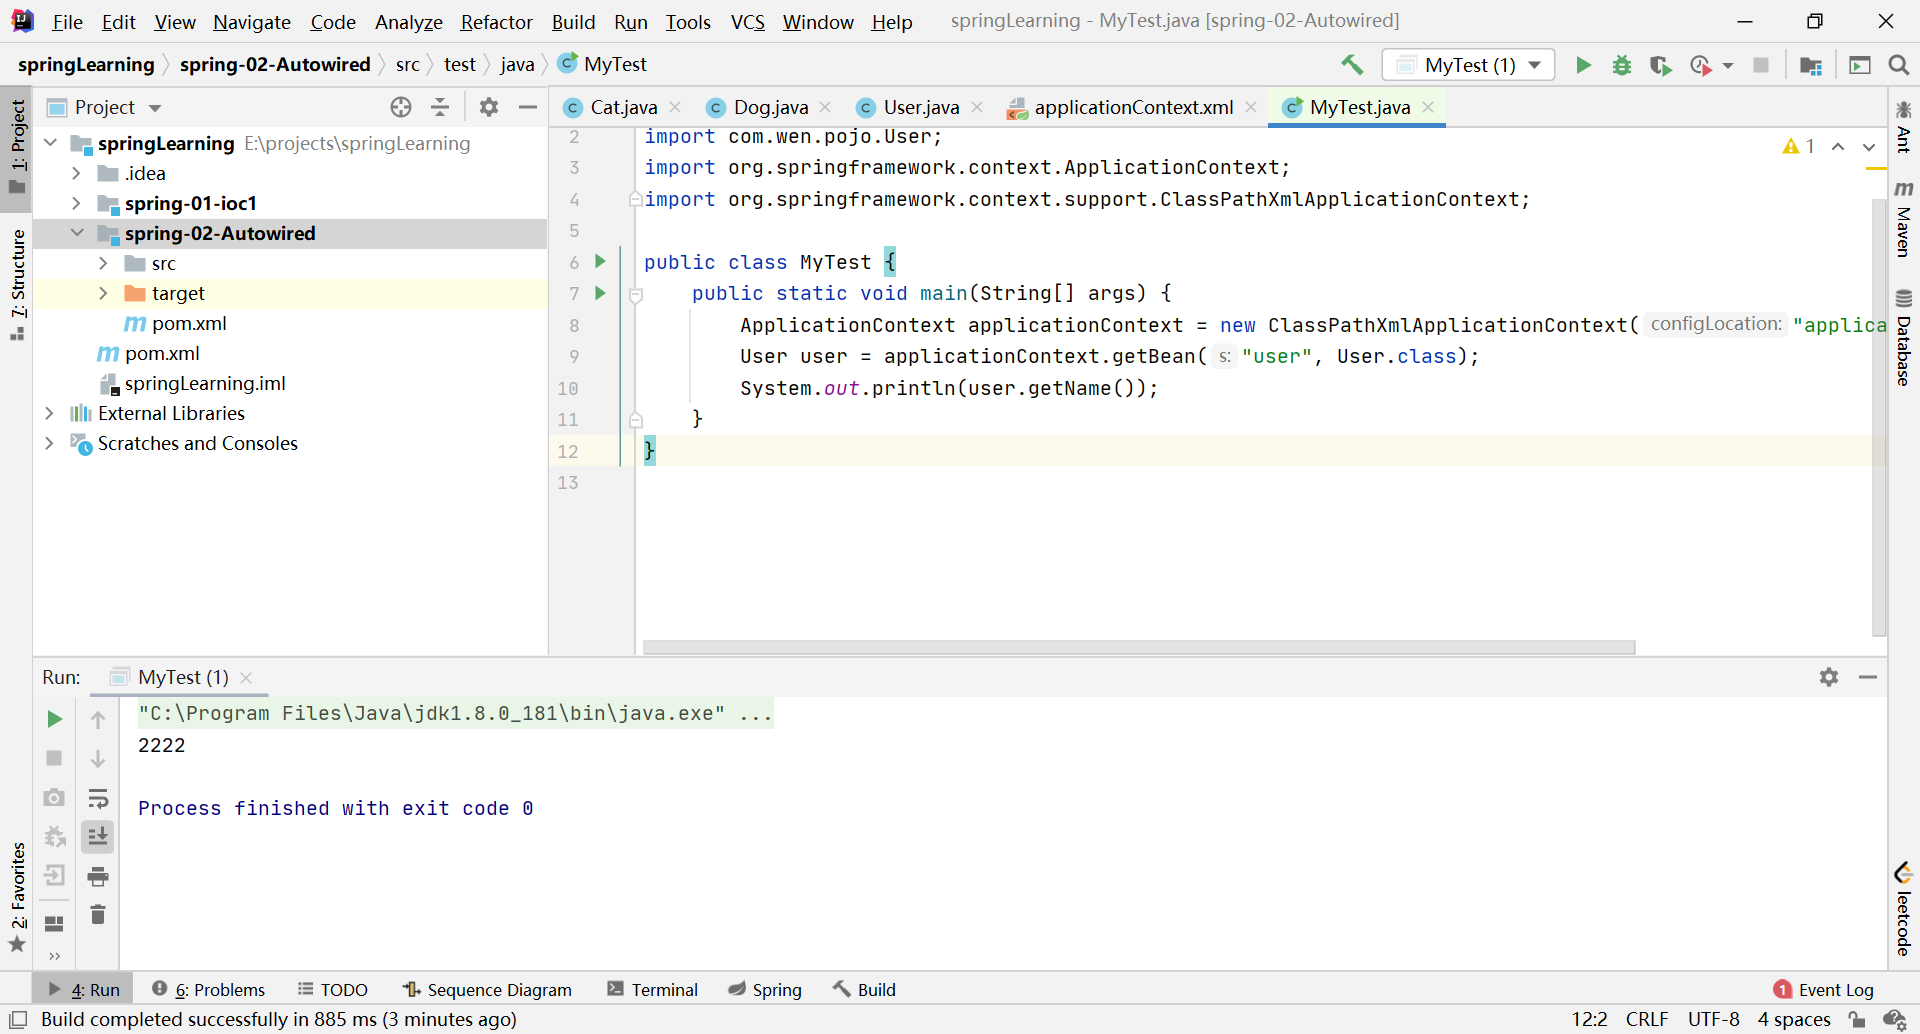 File Edit View Navigate Code Analyze Refactor Build Run Tools VCS Window Help springLearning - MyTest.java [spring-02-Autowired]
springLearning spring-02-Autowired src test java MyTest MyTest (1)
1: Project
7: Structure
2: Favorites
Project
springLearning E:\projects\springLearning
.idea
spring-01-ioc1
spring-02-Autowired
src
target
pom.xml
pom.xml
springLearning.iml
External Libraries
Scratches and Consoles
Cat.java Dog.java User.java applicationContext.xml MyTest.java
1
2 import com.wen.pojo.User;
3 import org.springframework.context.ApplicationContext;
4 import org.springframework.context.support.ClassPathXmlApplicationContext;
5
6 public class MyTest {
7 public static void main(String[] args) {
8 ApplicationContext applicationContext = new ClassPathXmlApplicationContext( configLocation: "applica
9 User user = applicationContext.getBean( s: "user", User.class);
10 System.out.println(user.getName());
11 }
12 }
13
Ant
Maven
Database
leetcode
Run: MyTest (1)
"C:\Program Files\Java\jdk1.8.0_181\bin\java.exe" ...
2222
Process finished with exit code 0
4: Run 6: Problems TODO Sequence Diagram Terminal Spring Build 1 Event Log
Build completed successfully in 885 ms (3 minutes ago) 12:2 CRLF UTF-8 4 spaces